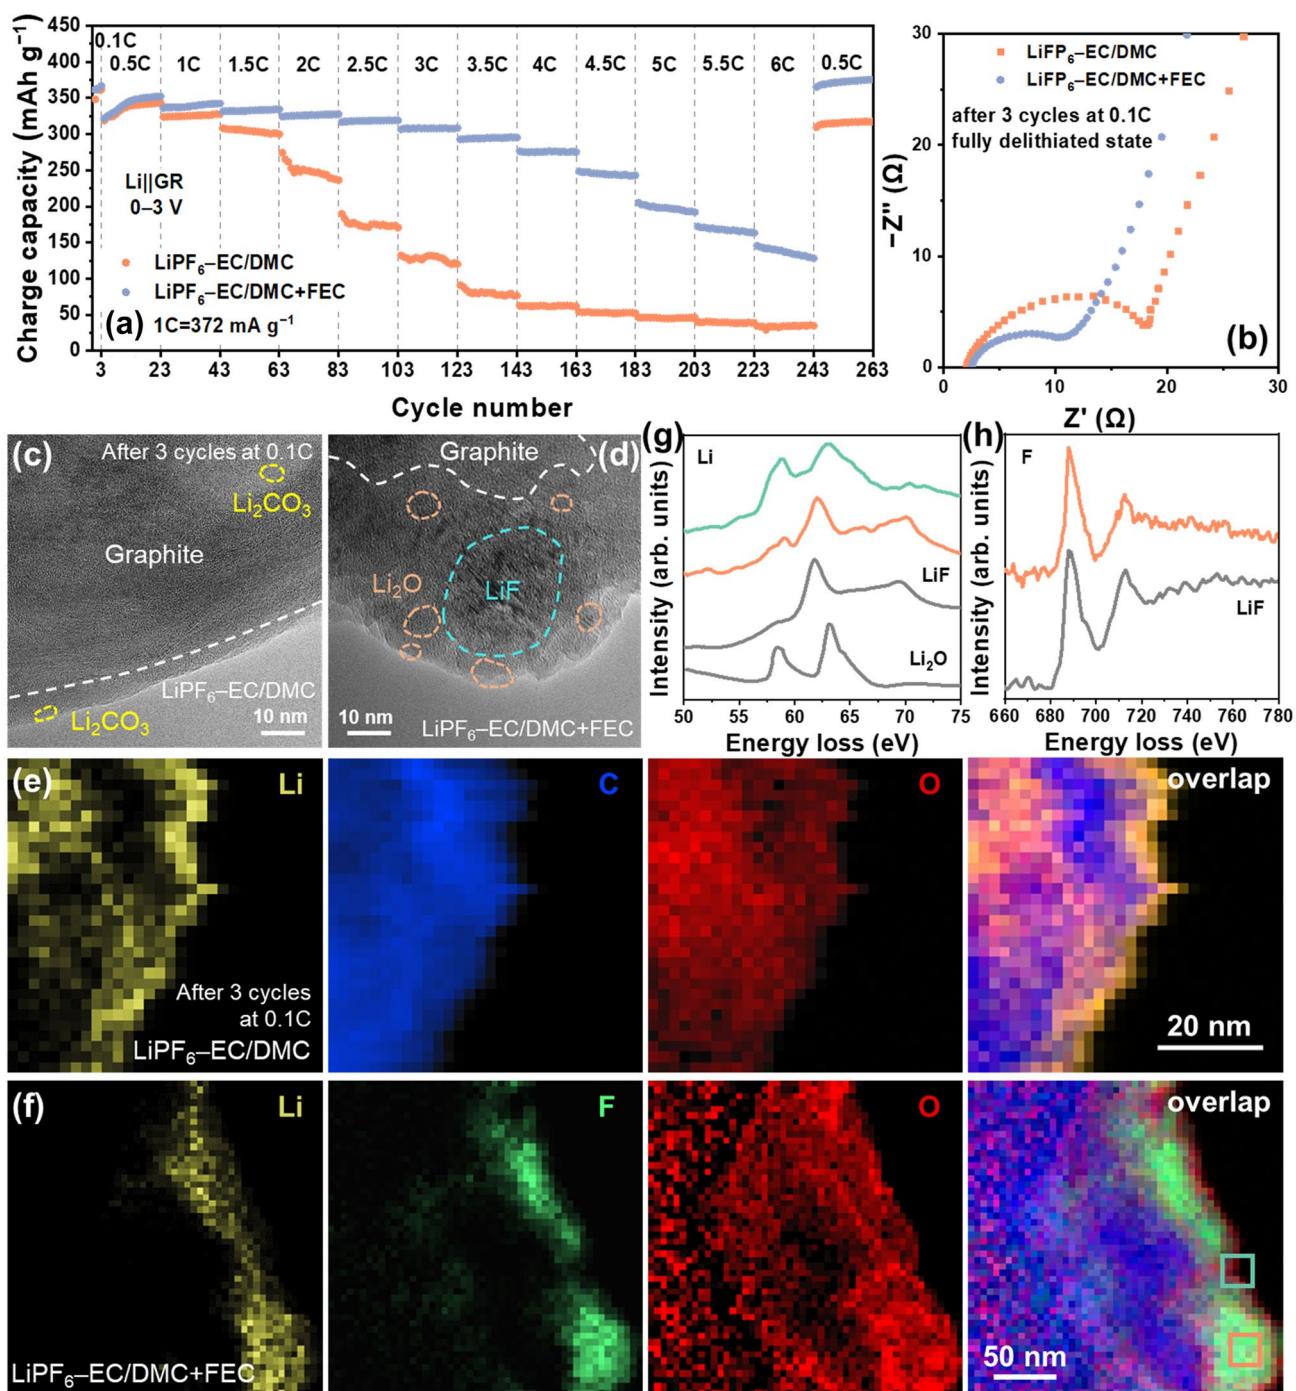 450
400
350
300
250
200
150
100
50
0
Charge capacity (mAh g⁻¹)
0.1C
0.5C 1C 1.5C 2C 2.5C 3C 3.5C 4C 4.5C 5C 5.5C 6C 0.5C
Li||GR
0–3 V
LiPF₆–EC/DMC
LiPF₆–EC/DMC+FEC
(a) 1C=372 mA g⁻¹
3 23 43 63 83 103 123 143 163 183 203 223 243 263
Cycle number
30
20
10
0
−Z" (Ω)
LiFP₆–EC/DMC
LiFP₆–EC/DMC+FEC
after 3 cycles at 0.1C
fully delithiated state
(b)
0 10 20 30
Z' (Ω)
(c) After 3 cycles at 0.1C
Li₂CO₃
Graphite
LiPF₆–EC/DMC
Li₂CO₃
10 nm
Graphite (d)
Li₂O
LiF
10 nm
LiPF₆–EC/DMC+FEC
(g)
Li
Intensity (arb. units)
LiF
Li₂O
50 55 60 65 70 75
Energy loss (eV)
(h)
F
Intensity (arb. units)
LiF
660 680 700 720 740 760 780
Energy loss (eV)
(e) Li
After 3 cycles
at 0.1C
LiPF₆–EC/DMC
C
O
overlap
20 nm
(f) Li
LiPF₆–EC/DMC+FEC
F
O
overlap
50 nm